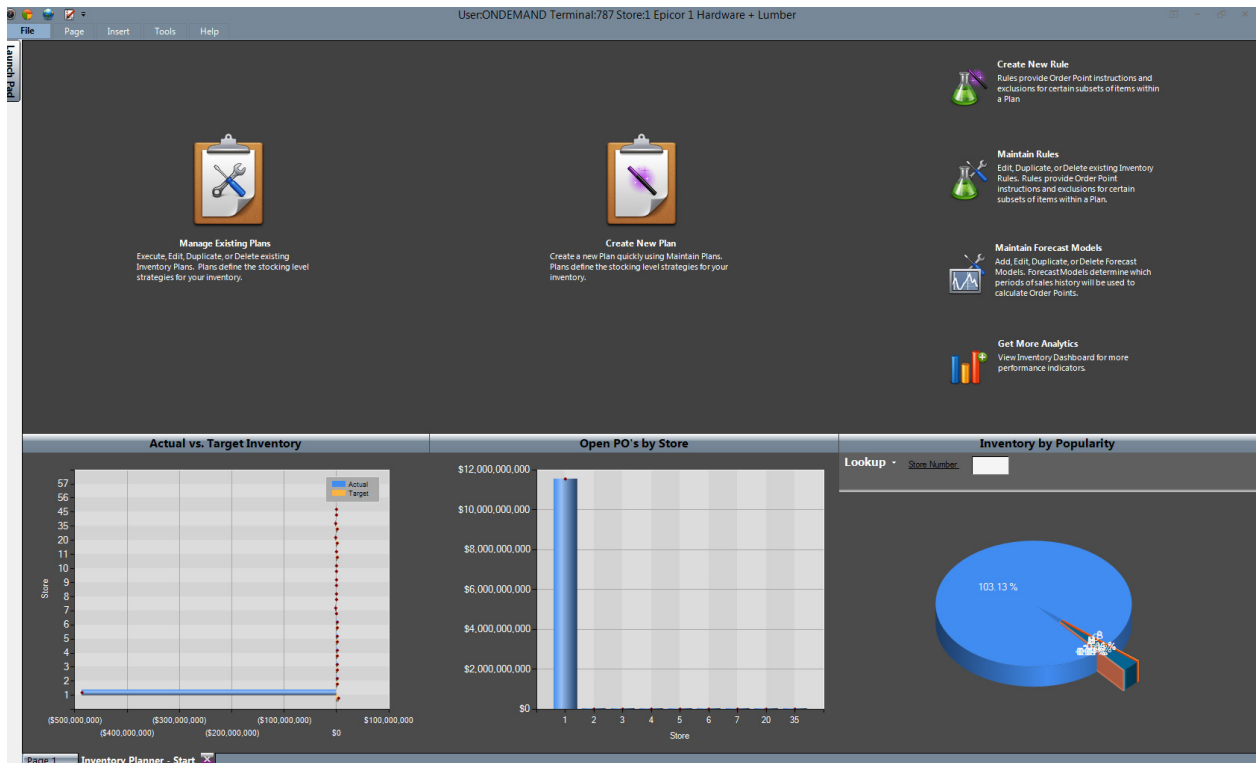 User:ONDEMAND Terminal:787 Store:1 Epicor 1 Hardware + Lumber
File Page Insert Tools Help
Launch Pad
Manage Existing Plans
Execute, Edit, Duplicate, or Delete existing
Inventory Plans. Plans define the stocking level
strategies for your inventory.
Create New Plan
Create a new Plan quickly using Maintain Plans.
Plans define the stocking level strategies for your
inventory.
Create New Rule
Rules provide Order Point instructions and
exclusions for certain subsets of items within
a Plan
Maintain Rules
Edit, Duplicate, or Delete existing Inventory
Rules. Rules provide Order Point
instructions and exclusions for certain
subsets of items within a Plan.
Maintain Forecast Models
Add, Edit, Duplicate, or Delete Forecast
Models. Forecast Models determine which
periods of sales history will be used to
calculate Order Points.
Get More Analytics
View Inventory Dashboard for more
performance indicators.
Actual vs. Target Inventory
Actual
Target
Store
57
56
45
35
20
11
10
9
8
7
6
5
4
3
2
1
($500,000,000) ($300,000,000) ($100,000,000) $100,000,000
($400,000,000) ($200,000,000) $0
Open PO's by Store
$12,000,000,000
$10,000,000,000
$8,000,000,000
$6,000,000,000
$4,000,000,000
$2,000,000,000
$0
1 2 3 4 5 6 7 20 35
Store
Inventory by Popularity
Lookup Store Number
103.13 %
Page 1 Inventory Planner - Start